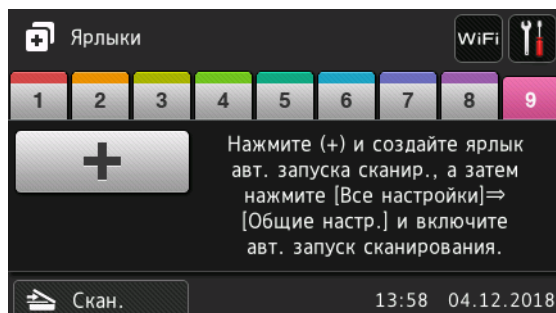 Ярлыки
WiFi
1 2 3 4 5 6 7 8 9
Нажмите (+) и создайте ярлык
авт. запуска сканир., а затем
нажмите [Все настройки]⇒
[Общие настр.] и включите
авт. запуск сканирования.
Скан.
13:58 04.12.2018